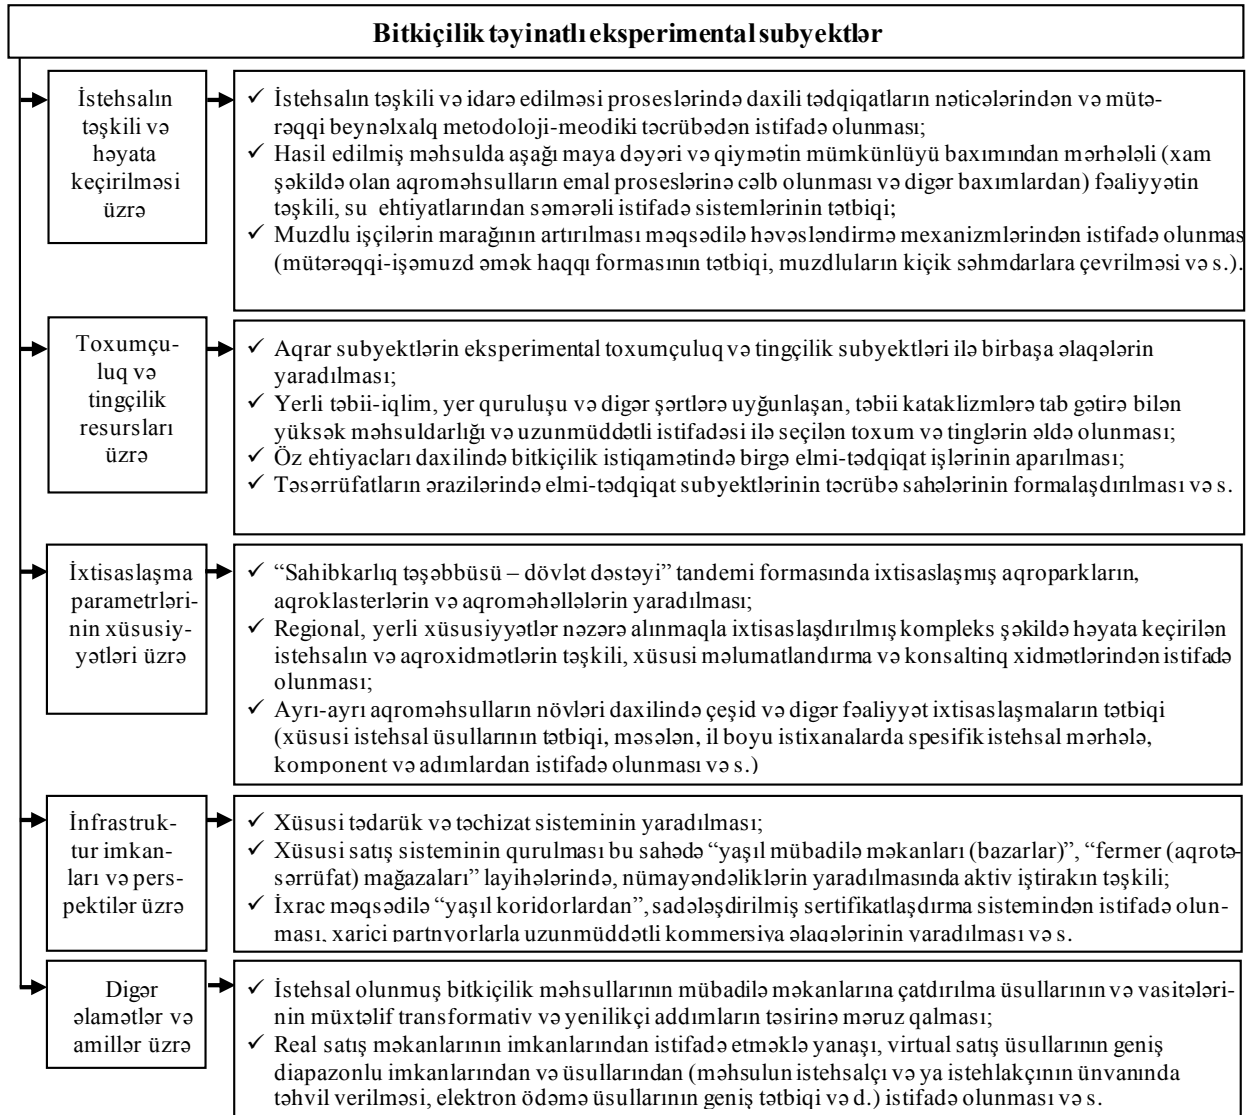 Bitkiçilik təyinatlı eksperimental subyektlər
İstehsalın
təşkili və
həyata
keçirilməsi
üzrə
✓ İstehsalın təşkili və idarə edilməsi proseslərində daxili tədqiqatların nəticələrindən və mütə-
rəqqi beynəlxalq metodoloji-meodiki təcrübədən istifadə olunması;
✓ Hasil edilmiş məhsulda aşağı maya dəyəri və qiymətin mümkünlüyü baxımından mərhələli (xam
şəkildə olan aqroməhsulların emal proseslərinə cəlb olunması və digər baxımlardan) fəaliyyətin
təşkili, su ehtiyatlarından səmərəli istifadə sistemlərinin tətbiqi;
✓ Muzdlu işçilərin marağının artırılması məqsədilə həvəsləndirmə mexanizmlərindən istifadə olunmas
(mütərəqqi-işəmuzd əmək haqqı formasının tətbiqi, muzdluların kiçik səhmdarlara çevrilməsi və s.).
Toxumçu-
luq və
tingçilik
resursları
üzrə
✓ Aqrar subyektlərin eksperimental toxumçuluq və tingçilik subyektləri ilə birbaşa əlaqələrin
yaradılması;
✓ Yerli təbii-iqlim, yer quruluşu və digər şərtlərə uyğunlaşan, təbii kataklizmlərə tab gətirə bilən
yüksək məhsuldarlığı və uzunmüddətli istifadəsi ilə seçilən toxum və tinglərin əldə olunması;
✓ Öz ehtiyacları daxilində bitkiçilik istiqamətində birgə elmi-tədqiqat işlərinin aparılması;
✓ Təsərrüfatların ərazilərində elmi-tədqiqat subyektlərinin təcrübə sahələrinin formalaşdırılması və s.
İxtisaslaşma
parametrləri-
nin xüsusiy-
yətləri üzrə
✓ “Sahibkarlıq təşəbbüsü – dövlət dəstəyi” tandemi formasında ixtisaslaşmış aqroparkların,
aqroklasterlərin və aqroməhəllələrin yaradılması;
✓ Regional, yerli xüsusiyyətlər nəzərə alınmaqla ixtisaslaşdırılmış kompleks şəkildə həyata keçirilən
istehsalın və aqroxidmətlərin təşkili, xüsusi məlumatlandırma və konsaltinq xidmətlərindən istifadə
olunması;
✓ Ayrı-ayrı aqroməhsulların növləri daxilində çeşid və digər fəaliyyət ixtisaslaşmaların tətbiqi
(xüsusi istehsal üsullarının tətbiqi, məsələn, il boyu istixanalarda spesifik istehsal mərhələ,
komponent və adımlardan istifadə olunması və s.)
İnfrastruk-
tur imkan-
ları və pers-
pektilər üzrə
✓ Xüsusi tədarük və təchizat sisteminin yaradılması;
✓ Xüsusi satış sisteminin qurulması bu sahədə “yaşıl mübadilə məkanları (bazarlar)”, “fermer (aqrotə-
sərrüfat) mağazaları” layihələrində, nümayəndəliklərin yaradılmasında aktiv iştirakın təşkili;
✓ İxrac məqsədilə “yaşıl koridorlardan”, sadələşdirilmiş sertifikatlaşdırma sistemindən istifadə olun-
ması, xarici partnyorlarla uzunmüddətli kommersiya əlaqələrinin yaradılması və s.
Digər
əlamətlər və
amillər üzrə
✓ İstehsal olunmuş bitkiçilik məhsullarının mübadilə məkanlarına çatdırılma üsullarının və vasitələri-
nin müxtəlif transformativ və yenilikçi addımların təsirinə məruz qalması;
✓ Real satış məkanlarının imkanlarından istifadə etməklə yanaşı, virtual satış üsullarının geniş
diapazonlu imkanlarından və üsullarından (məhsulun istehsalçı və ya istehlakçının ünvanında
təhvil verilməsi, elektron ödəmə üsullarının geniş tətbiqi və d.) istifadə olunması və s.